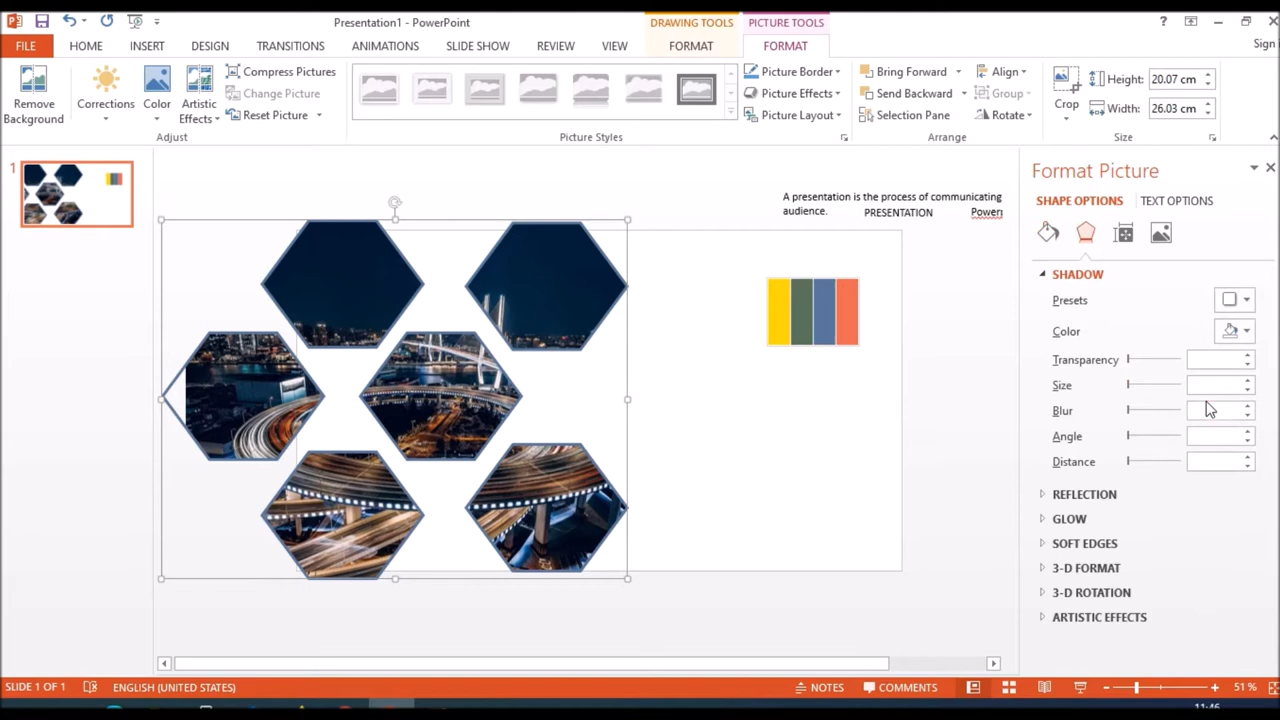 Presentation1 - PowerPoint
DRAWING TOOLS
PICTURE TOOLS
?
FILE
HOME
INSERT
DESIGN
TRANSITIONS
ANIMATIONS
SLIDE SHOW
REVIEW
VIEW
FORMAT
FORMAT
Sign
Remove
Background
Corrections
Color
Artistic
Effects
Compress Pictures
Change Picture
Reset Picture
Adjust
Picture Styles
Picture Border
Picture Effects
Picture Layout
Bring Forward
Send Backward
Selection Pane
Align
Group
Rotate
Arrange
Crop
Height:
20.07 cm
Width:
26.03 cm
Size
1
A presentation is the process of communicating
audience.
PRESENTATION
Format Picture
SHAPE OPTIONS
TEXT OPTIONS
SHADOW
Presets
Color
Transparency
Size
Blur
Angle
Distance
REFLECTION
GLOW
SOFT EDGES
3-D FORMAT
3-D ROTATION
ARTISTIC EFFECTS
SLIDE 1 OF 1
ENGLISH (UNITED STATES)
NOTES
COMMENTS
51 %
11:46